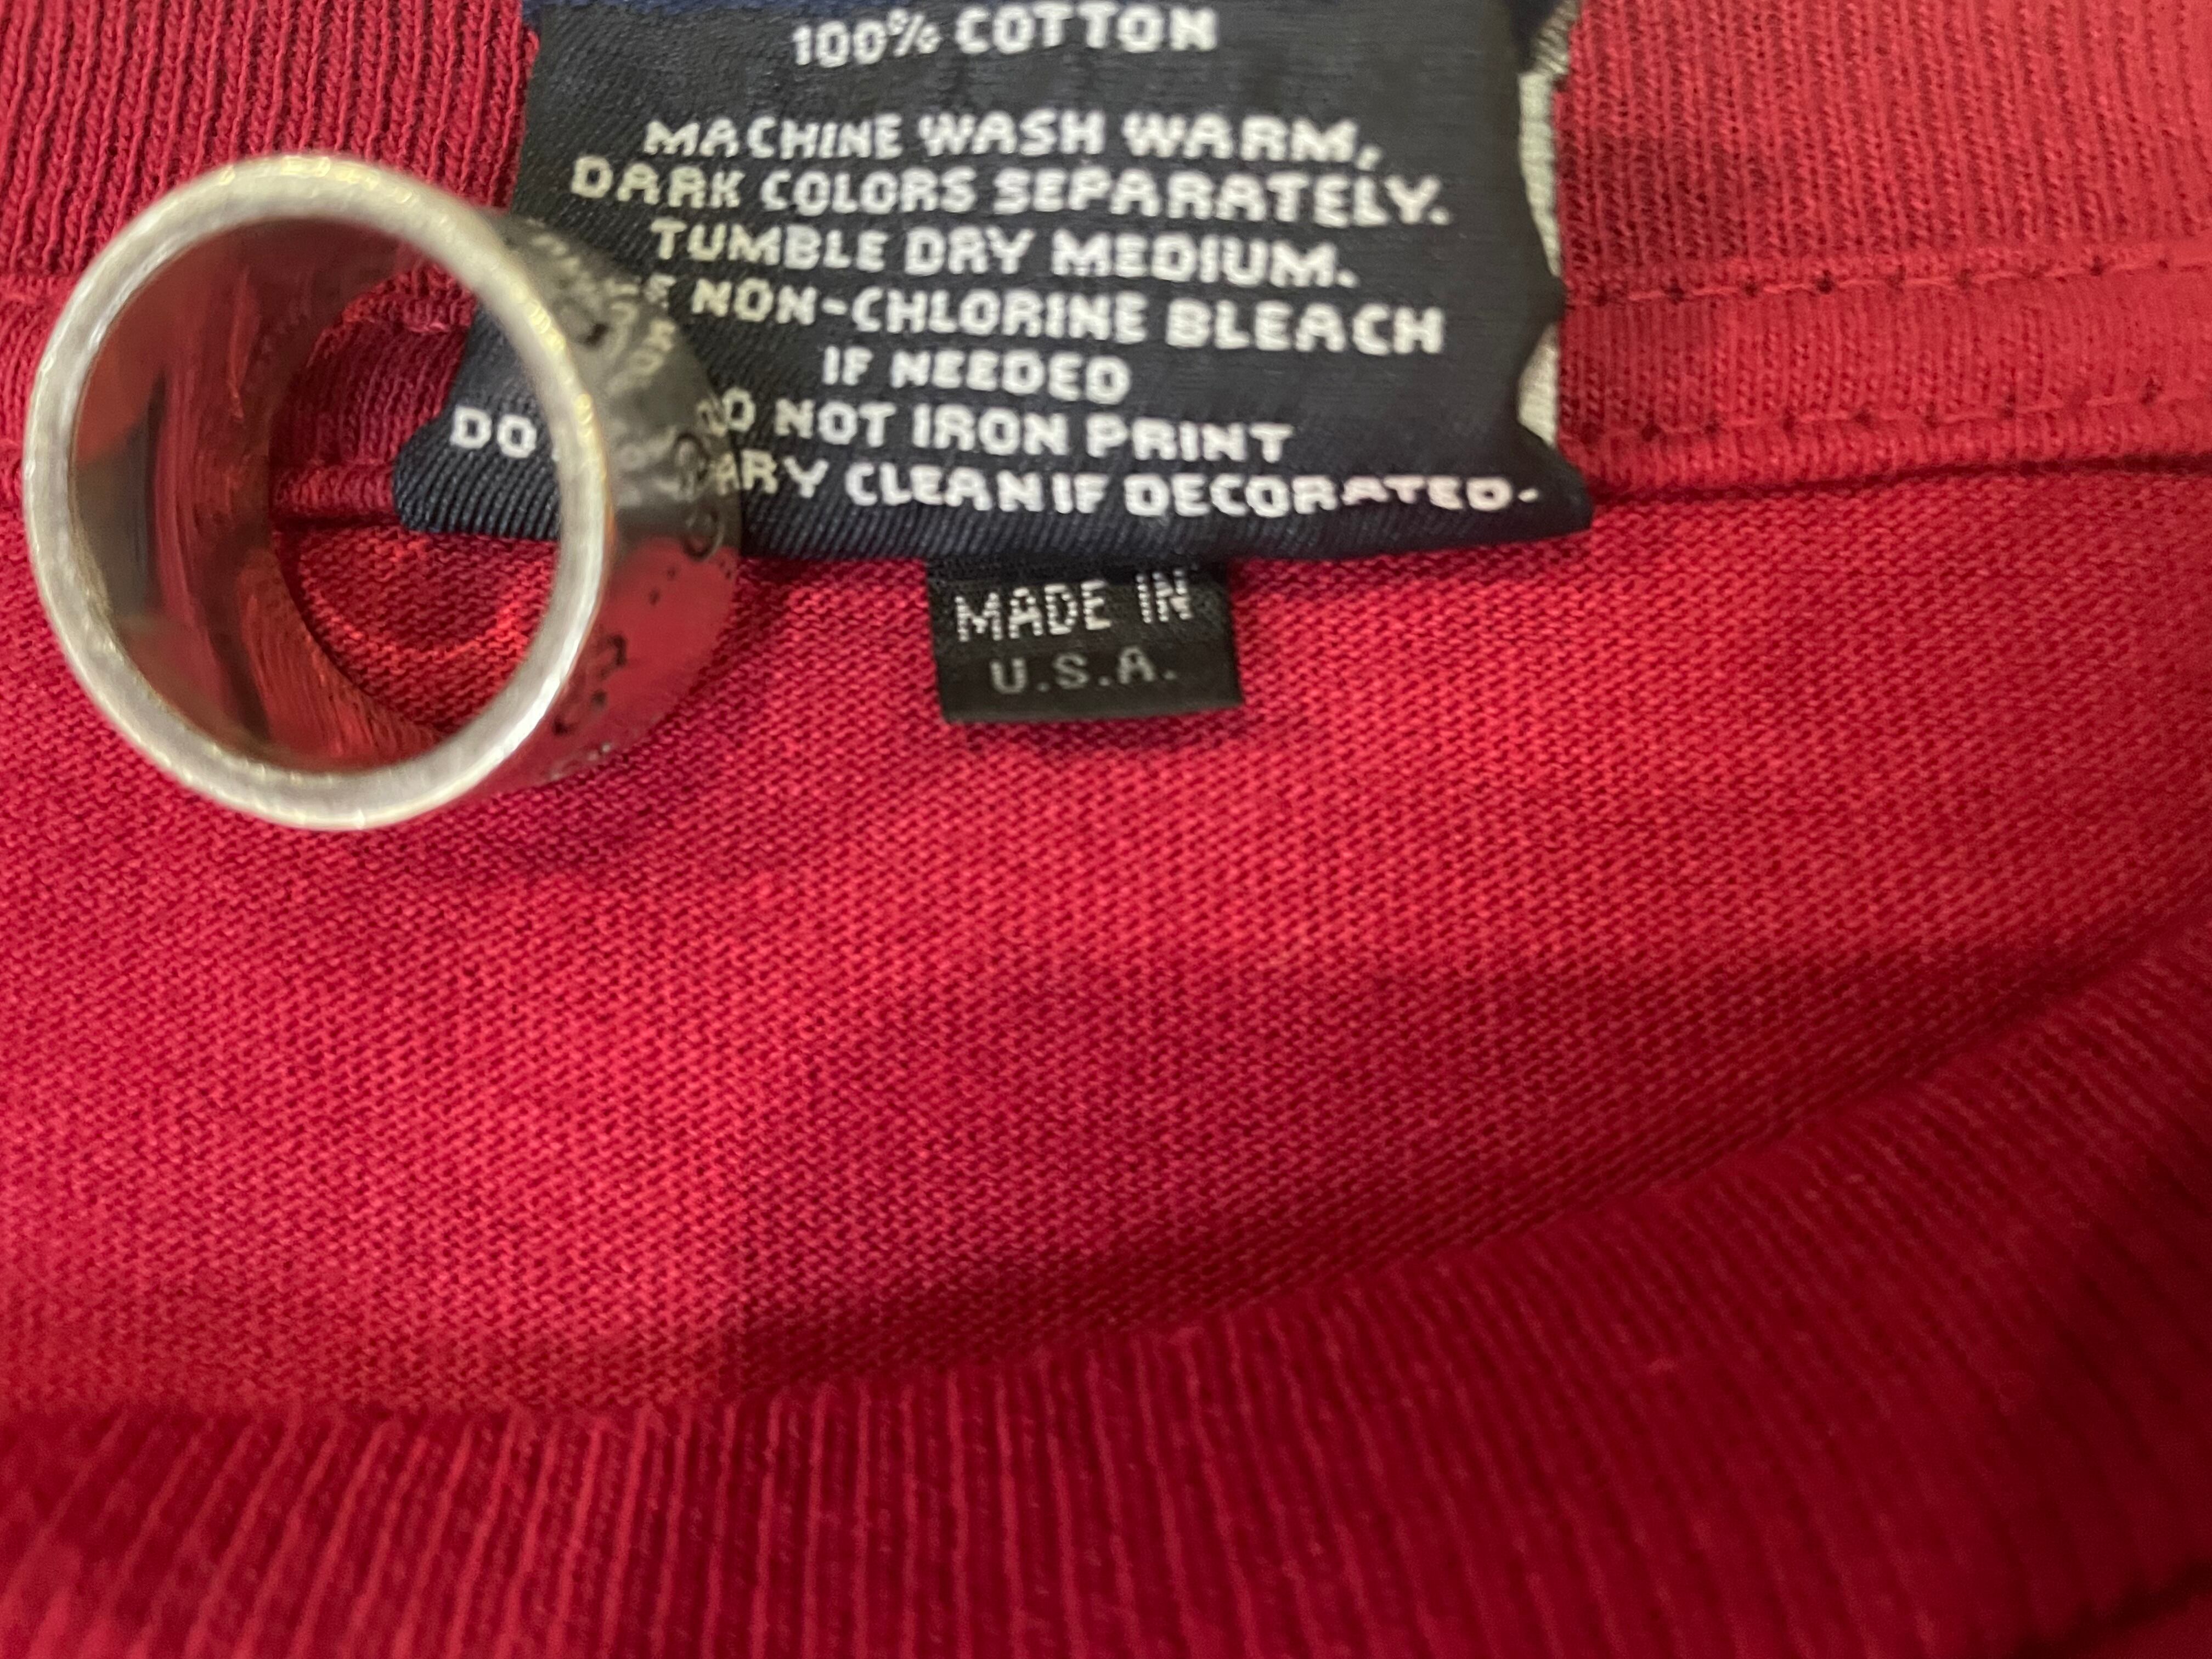 100% COTTON
MACHINE WASH WARM,
DARK COLORS SEPARATELY.
TUMBLE DRY MEDIUM.
NON-CHLORINE BLEACH
IF NEEDED
DO NOT IRON PRINT
CLEAN IF DECORATED-
MADE IN
U.S.A.